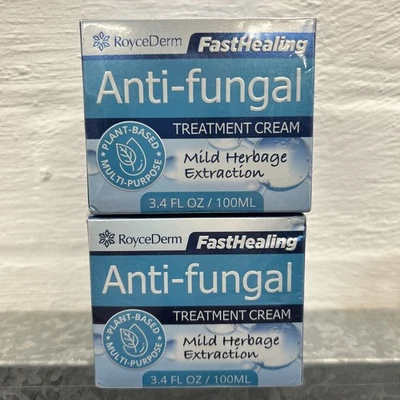 RoyceDerm FastHealing
Anti-fungal
TREATMENT CREAM
PLANT-BASED
MULTI-PURPOSE
Mild Herbage
Extraction
3.4 FL OZ / 100ML
RoyceDerm FastHealing
Anti-fungal
TREATMENT CREAM
PLANT-BASED
MULTI-PURPOSE
Mild Herbage
Extraction
3.4 FL OZ / 100ML